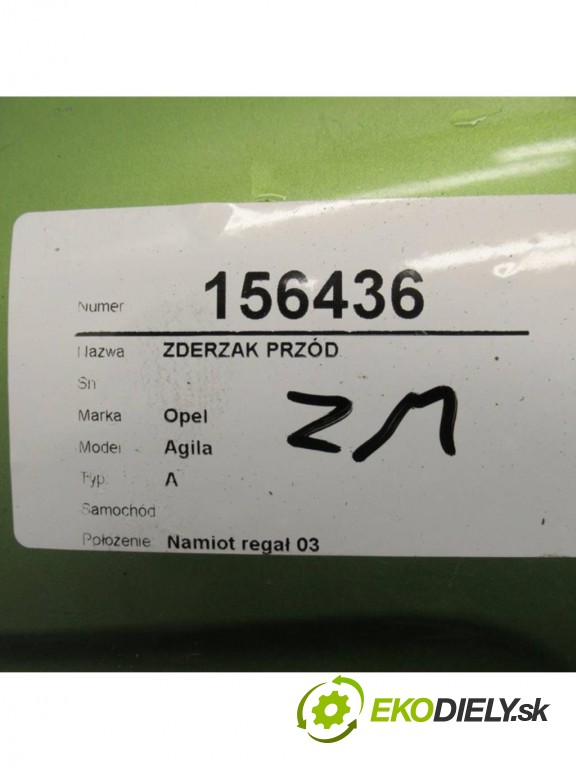 Numer 156436
Nazwa ZDERZAK PRZÓD
Sn
Marka Opel
Model Agila
Typ A
Samochód
Położenie Namiot regał 03
ZM
EKODIELY.sk